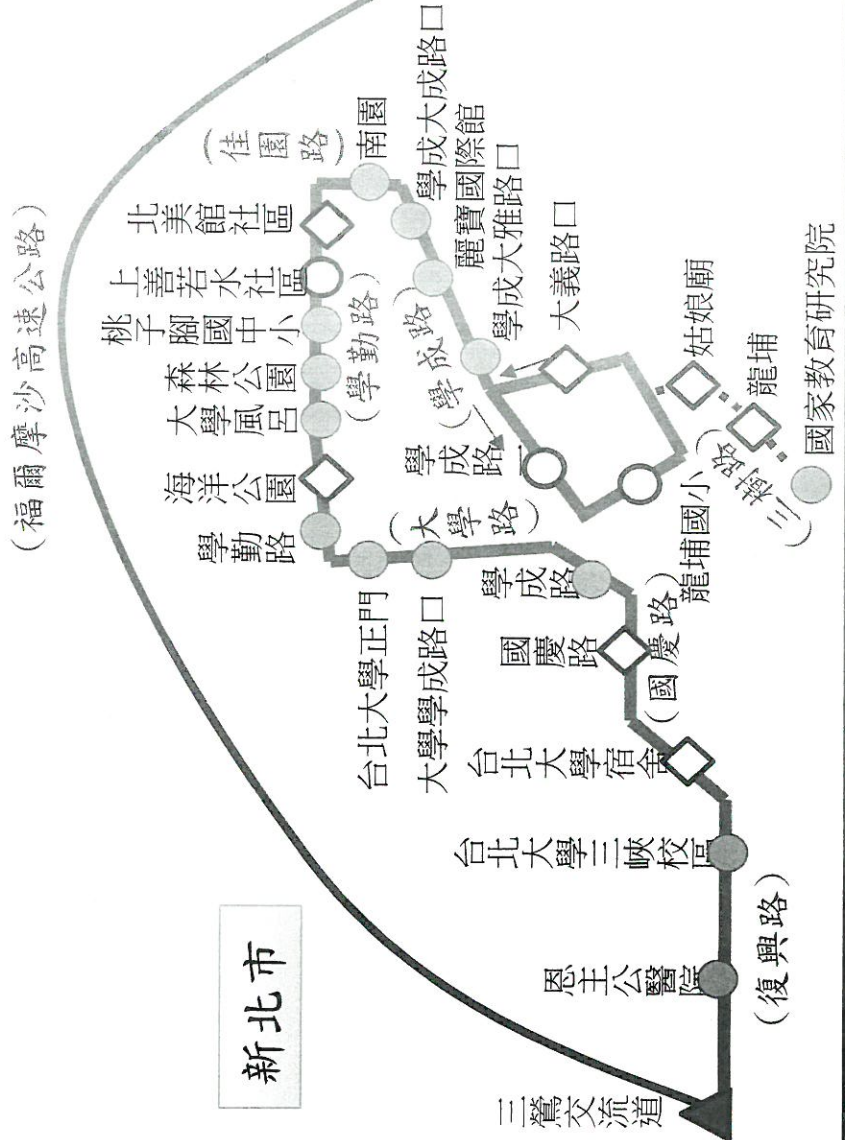 (福爾摩沙高速公路)
新北市
三鶯交流道
恩主公醫院
(復興路)
台北大學三峽校區
台北大學宿舍
國慶路
(國慶路)
學成路
大學學成路口
台北大學正門
(大學路)
學勤路
海洋公園
大學風呂
森林公園
桃子腳國中小
上善若水社區
北美館社區
(學勤路)
(佳園路)
南園
學成大成路口
麗寶國際館
學成大雅路口
(學成路)
學成路二
大義路口
龍埔國小
姑娘廟
龍埔
(三樹路)
國家教育研究院